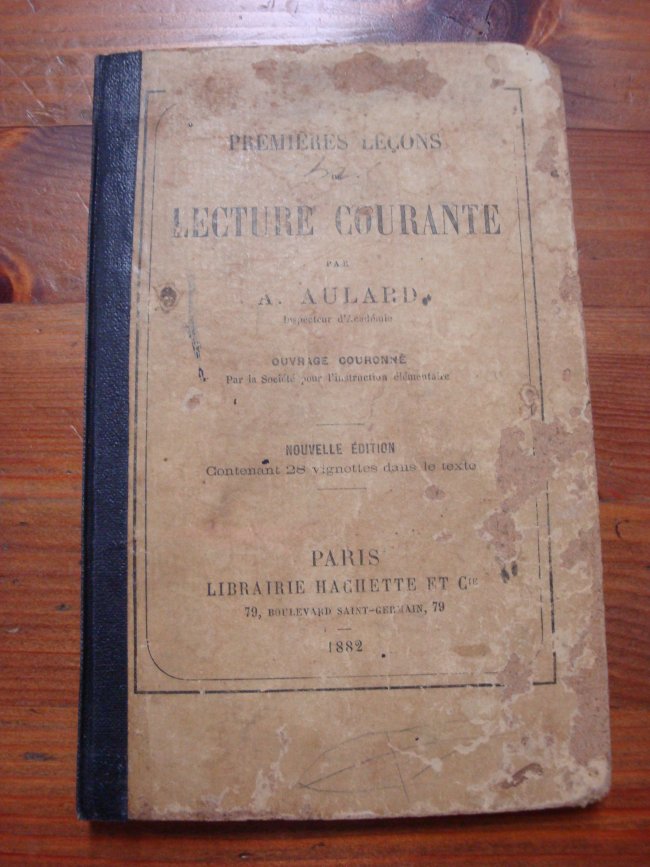 PREMIÈRES LEÇONS
DE
LECTURE COURANTE
PAR
A. AULARD
Inspecteur d'Académie
OUVRAGE COURONNÉ
Par la Société pour l'instruction élémentaire
NOUVELLE ÉDITION
Contenant 28 vignettes dans le texte
PARIS
LIBRAIRIE HACHETTE ET Cie
79, BOULEVARD SAINT-GERMAIN, 79
1882